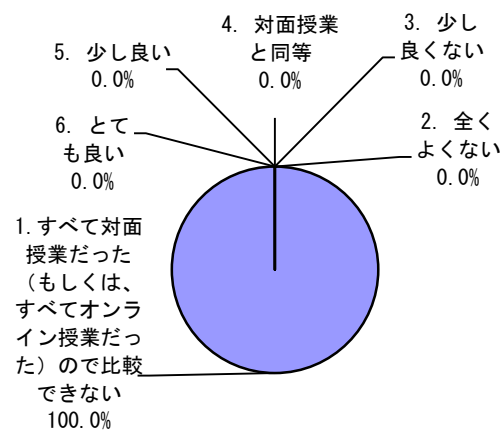 4. 対面授業
と同等
0.0%
3. 少し
良くない
0.0%
5. 少し良い
0.0%
2. 全く
よくない
0.0%
6. とて
も良い
0.0%
1.すべて対面
授業だった
（もしくは、
すべてオンラ
イン授業だっ
た）ので比較
できない
100.0%